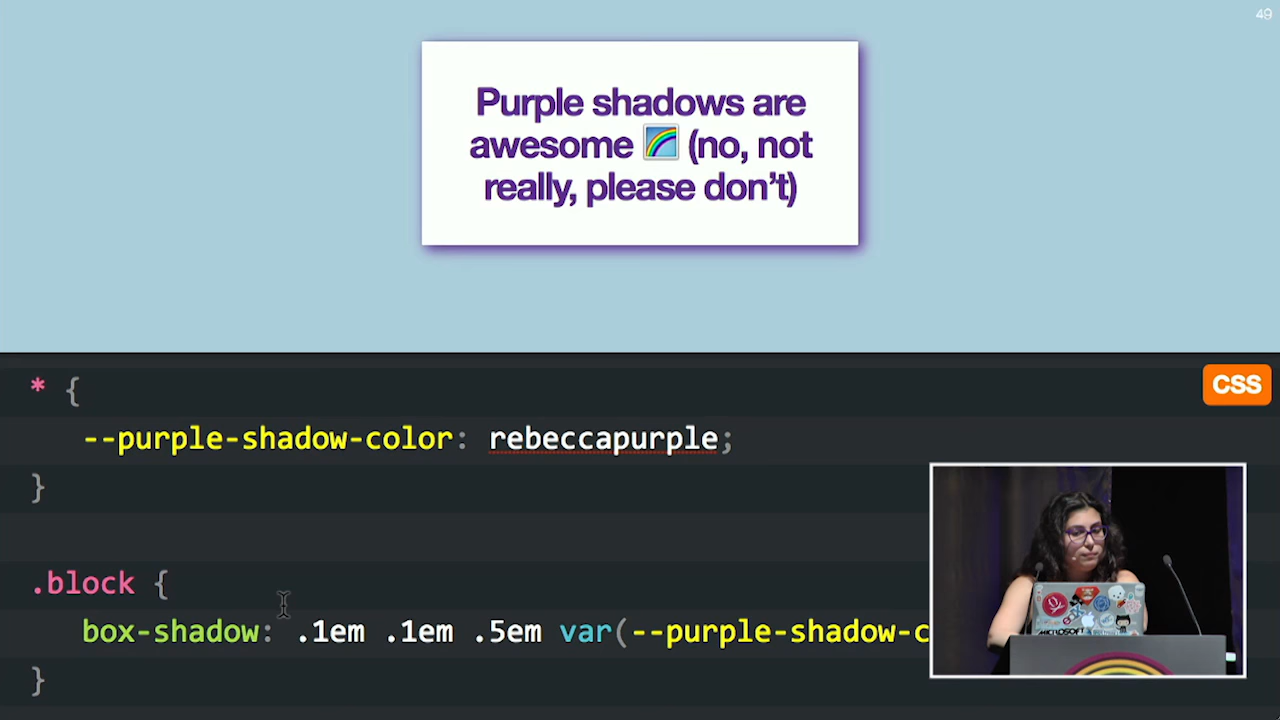 49
Purple shadows are
awesome 🌈 (no, not
really, please don't)
CSS
* {
--purple-shadow-color: rebeccapurple;
}
.block {
box-shadow: .1em .1em .5em var(--purple-shadow-c
}
MICROSOFT